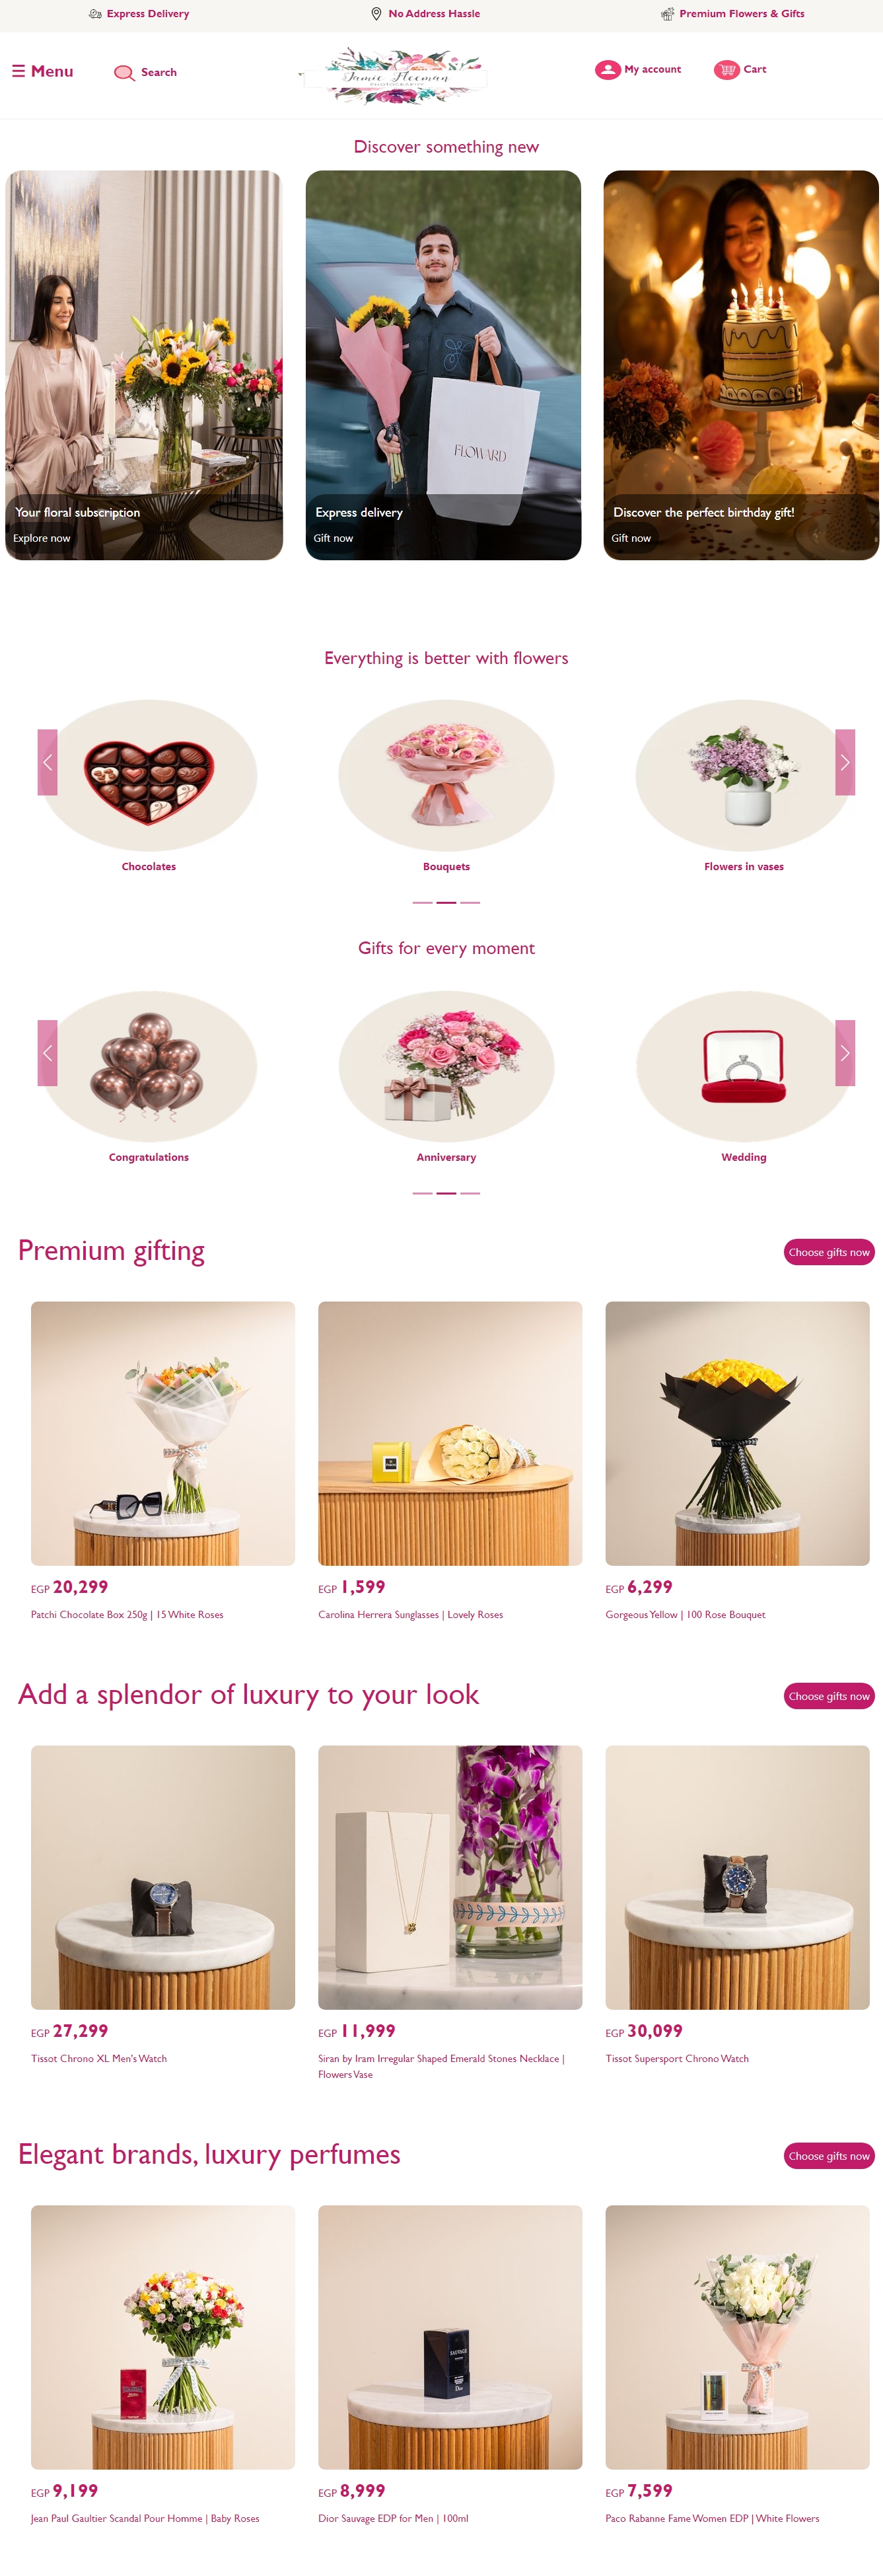 Express Delivery
No Address Hassle
Premium Flowers & Gifts
☰ Menu
Search
Jamie Fleeman
PHOTOGRAPHY
My account
Cart
Discover something new
FLOWARD
Your floral subscription
Explore now
Express delivery
Gift now
Discover the perfect birthday gift!
Gift now
Everything is better with flowers
Chocolates
Bouquets
Flowers in vases
Gifts for every moment
Congratulations
Anniversary
Wedding
Premium gifting
Choose gifts now
EGP 20,299
Patchi Chocolate Box 250g | 15 White Roses
EGP 1,599
Carolina Herrera Sunglasses | Lovely Roses
EGP 6,299
Gorgeous Yellow | 100 Rose Bouquet
Add a splendor of luxury to your look
Choose gifts now
EGP 27,299
Tissot Chrono XL Men's Watch
EGP 11,999
Siran by Iram Irregular Shaped Emerald Stones Necklace |
Flowers Vase
EGP 30,099
Tissot Supersport Chrono Watch
Elegant brands, luxury perfumes
Choose gifts now
SAUVAGE
Dior
EGP 9,199
Jean Paul Gaultier Scandal Pour Homme | Baby Roses
EGP 8,999
Dior Sauvage EDP for Men | 100ml
EGP 7,599
Paco Rabanne Fame Women EDP | White Flowers